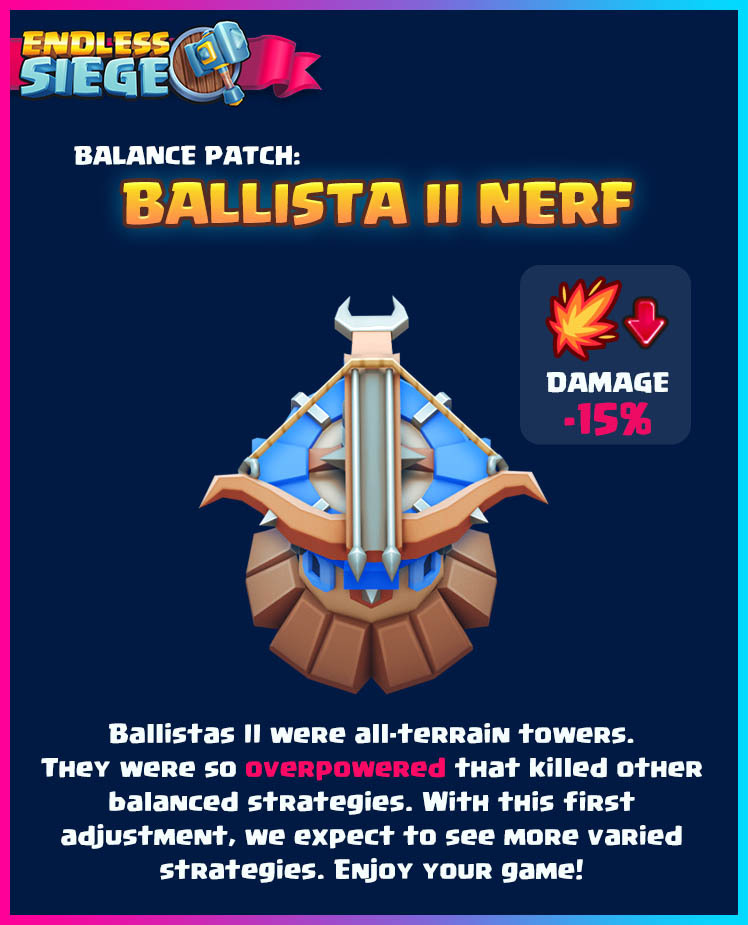 ENDLESS
SIEGE
BALANCE PATCH:
BALLISTA II NERF
DAMAGE
-15%
Ballistas II were all-terrain towers.
They were so overpowered that killed other
balanced strategies. With this first
adjustment, we expect to see more varied
strategies. Enjoy your game!